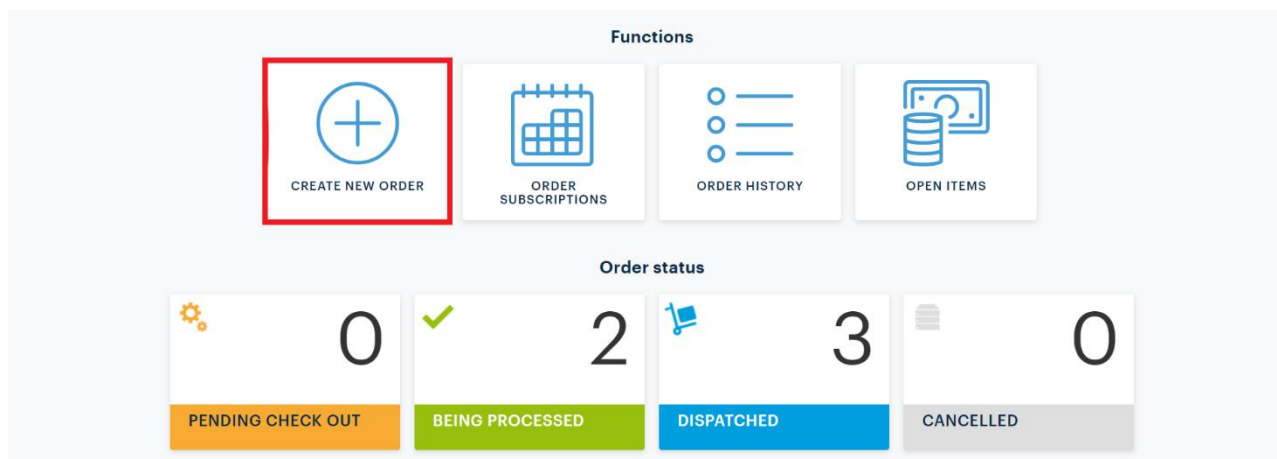 Functions
CREATE NEW ORDER
ORDER
SUBSCRIPTIONS
ORDER HISTORY
OPEN ITEMS
Order status
0
2
3
0
PENDING CHECK OUT
BEING PROCESSED
DISPATCHED
CANCELLED